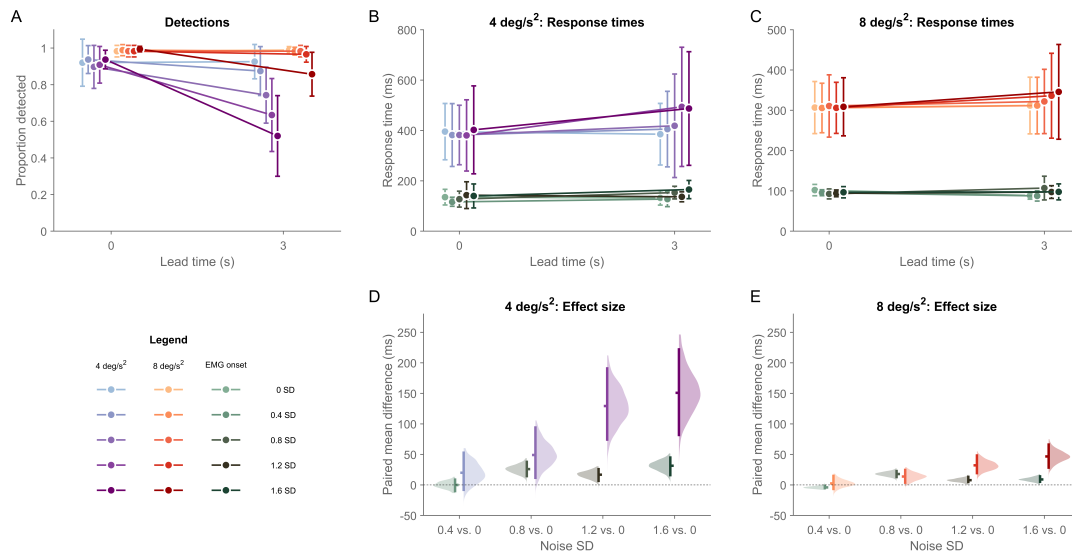 A
Detections
Proportion detected
1
0.8
0.6
0.4
0.2
0
0
3
Lead time (s)
B
4 deg/s²: Response times
Response time (ms)
800
600
400
200
0
0
3
Lead time (s)
C
8 deg/s²: Response times
Response time (ms)
500
400
300
200
100
0
0
3
Lead time (s)
Legend
4 deg/s² 8 deg/s² EMG onset
0 SD
0.4 SD
0.8 SD
1.2 SD
1.6 SD
D
4 deg/s²: Effect size
Paired mean difference (ms)
250
200
150
100
50
0
-50
0.4 vs. 0 0.8 vs. 0 1.2 vs. 0 1.6 vs. 0
Noise SD
E
8 deg/s²: Effect size
Paired mean difference (ms)
250
200
150
100
50
0
-50
0.4 vs. 0 0.8 vs. 0 1.2 vs. 0 1.6 vs. 0
Noise SD